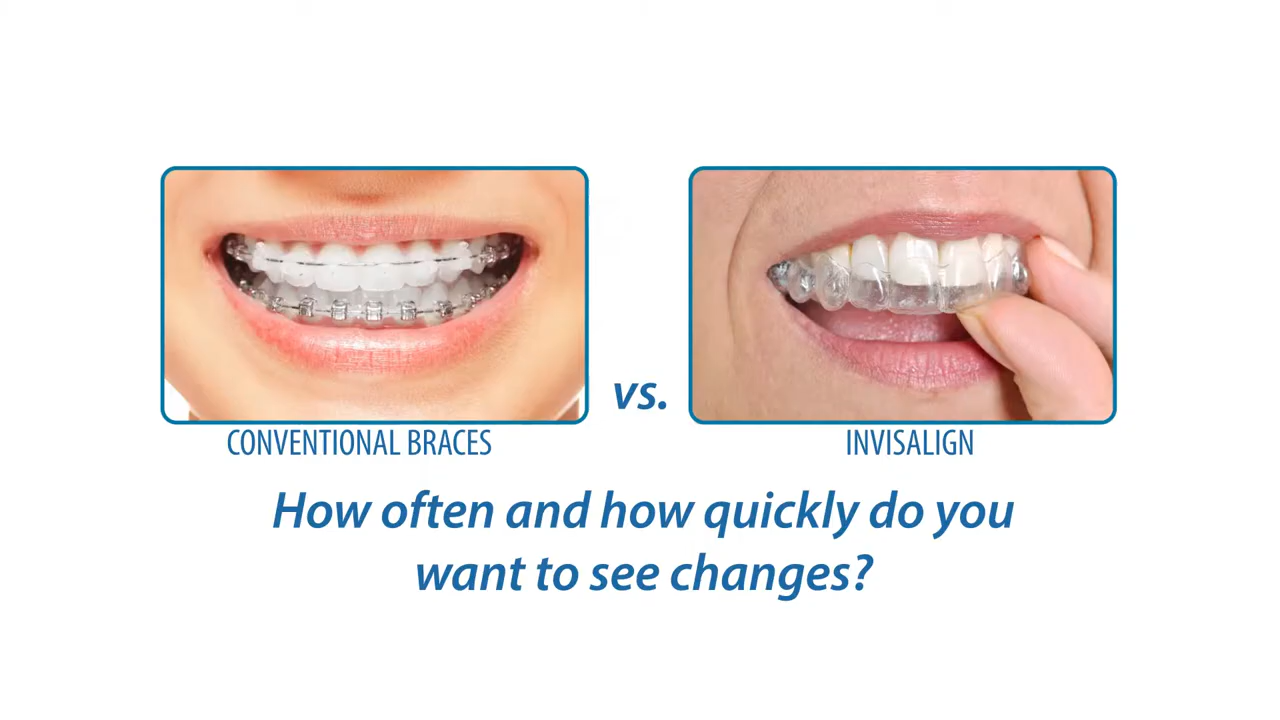 vs.
CONVENTIONAL BRACES
INVISALIGN
How often and how quickly do you
want to see changes?